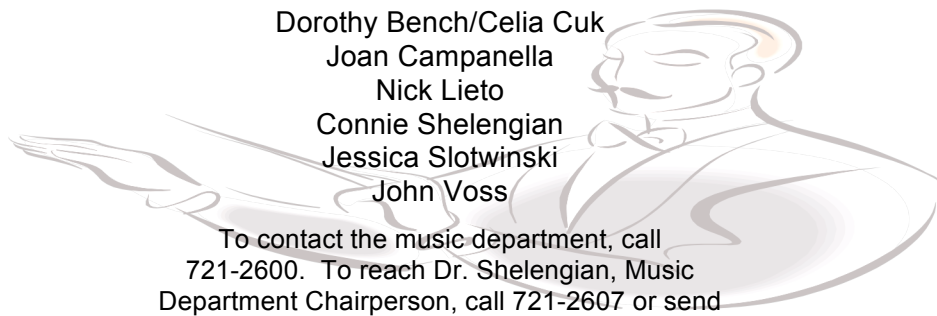 Dorothy Bench/Celia Cuk
Joan Campanella
Nick Lieto
Connie Shelengian
Jessica Slotwinski
John Voss
To contact the music department, call
721-2600.  To reach Dr. Shelengian, Music
Department Chairperson, call 721-2607 or send